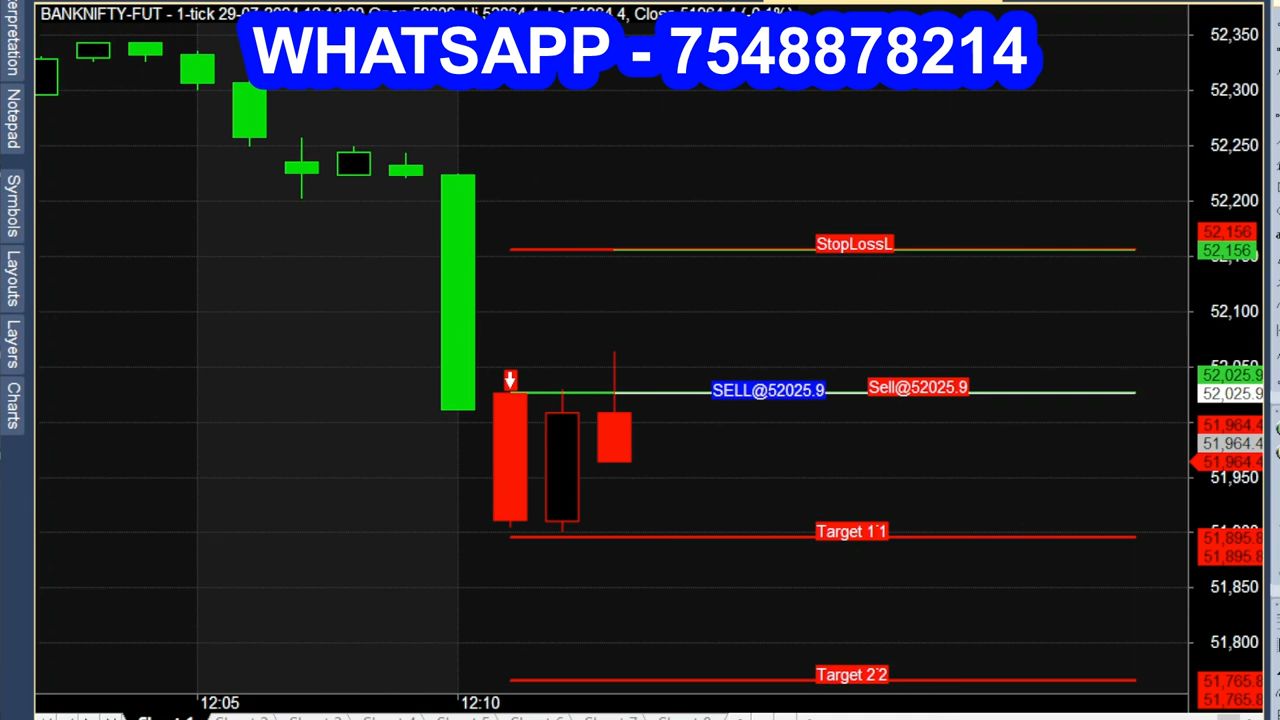 BANKNIFTY-FUT - 1-tick 29-07-2024
WHATSAPP - 7548878214
Notepad
Symbols
Layouts
Layers
Charts
52,350
52,300
52,250
52,200
52,156
52,156
52,100
52,025.9
52,025.9
51,964.4
51,964.4
51,964.4
51,950
51,895.8
51,895.8
51,850
51,800
51,765.8
51,765.8
StopLossL
SELL@52025.9
Sell@52025.9
Target 1
Target 2
12:05
12:10